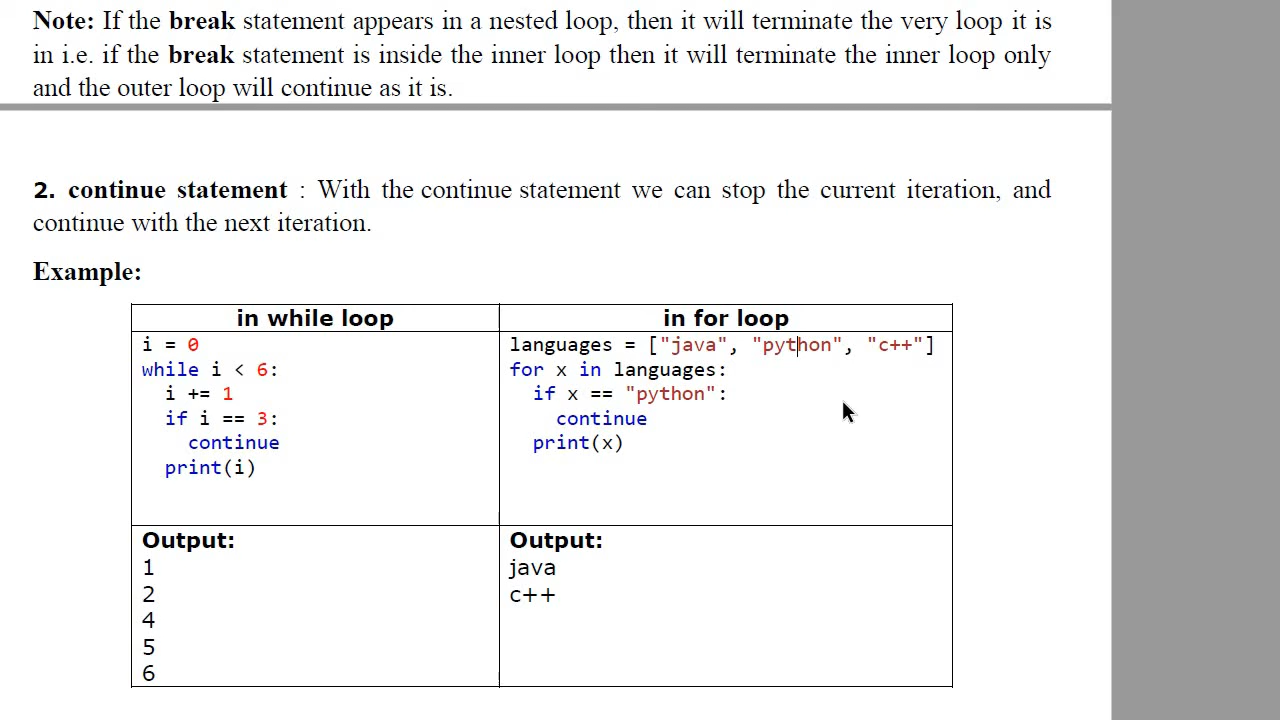 Note: If the break statement appears in a nested loop, then it will terminate the very loop it is
in i.e. if the break statement is inside the inner loop then it will terminate the inner loop only
and the outer loop will continue as it is.
2. continue statement : With the continue statement we can stop the current iteration, and
continue with the next iteration.
Example:
in while loop
i = 0
while i < 6:
  i += 1
  if i == 3:
    continue
  print(i)
in for loop
languages = ["java", "python", "c++"]
for x in languages:
  if x == "python":
    continue
  print(x)
Output:
1
2
4
5
6
Output:
java
c++